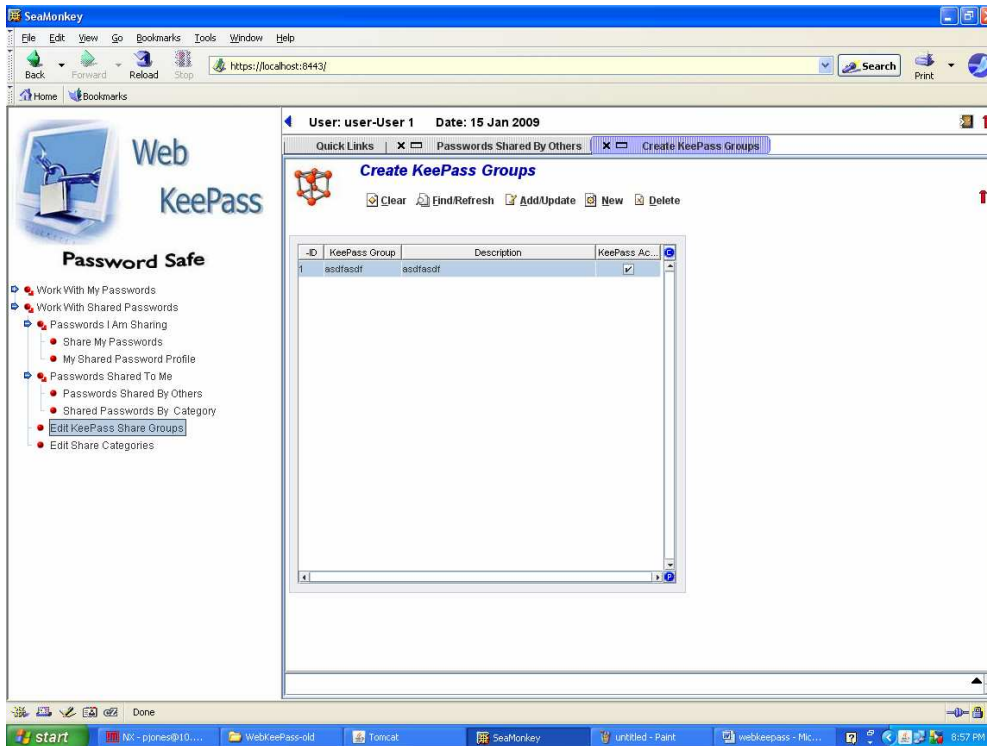 SeaMonkey
File Edit View Go Bookmarks Tools Window Help
Back Forward Reload Stop https://localhost:8443/ Search Print
Home Bookmarks
Web
KeePass
Password Safe
Work With My Passwords
Work With Shared Passwords
Passwords I Am Sharing
Share My Passwords
My Shared Password Profile
Passwords Shared To Me
Passwords Shared By Others
Shared Passwords By Category
Edit KeePass Share Groups
Edit Share Categories
User: user-User 1 Date: 15 Jan 2009
Quick Links Passwords Shared By Others Create KeePass Groups
Create KeePass Groups
Clear Find/Refresh Add/Update New Delete
-ID KeePass Group Description KeePass Ac... C
1 asdfasdf asdfasdf
P
Done
start NX - pjones@10.... WebKeePass-old Tomcat SeaMonkey untitled - Paint webkeepass - Mic... 8:57 PM